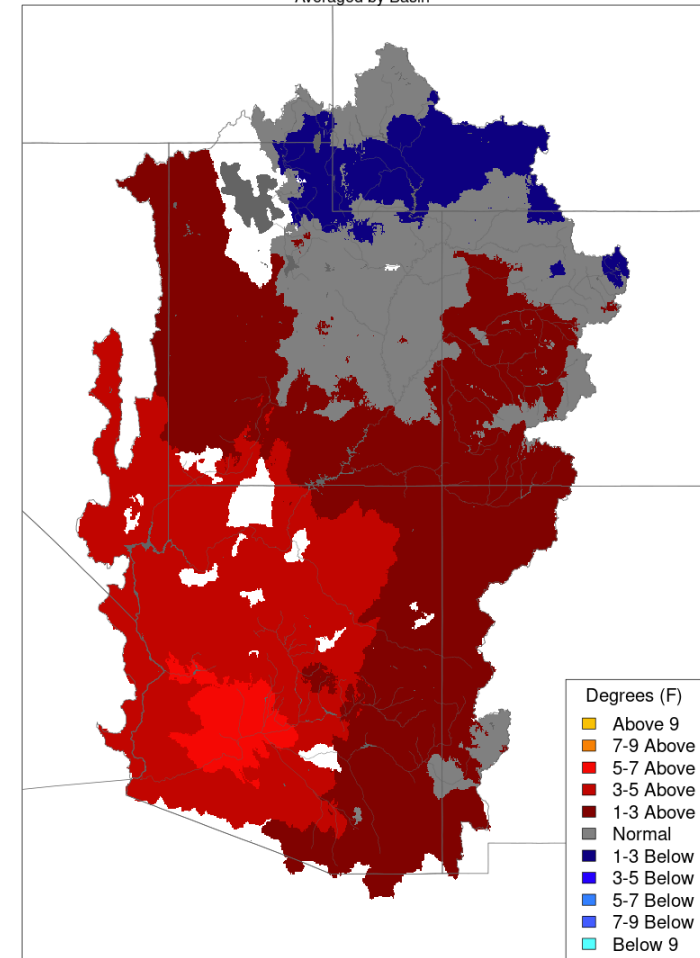 Averaged by Basin
Degrees (F)
Above 9
7-9 Above
5-7 Above
3-5 Above
1-3 Above
Normal
1-3 Below
3-5 Below
5-7 Below
7-9 Below
Below 9